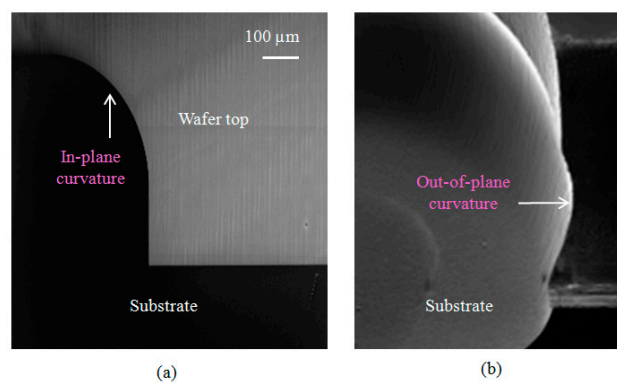 100 µm
Wafer top
In-plane
curvature
Substrate
(a)
Out-of-plane
curvature
Substrate
(b)